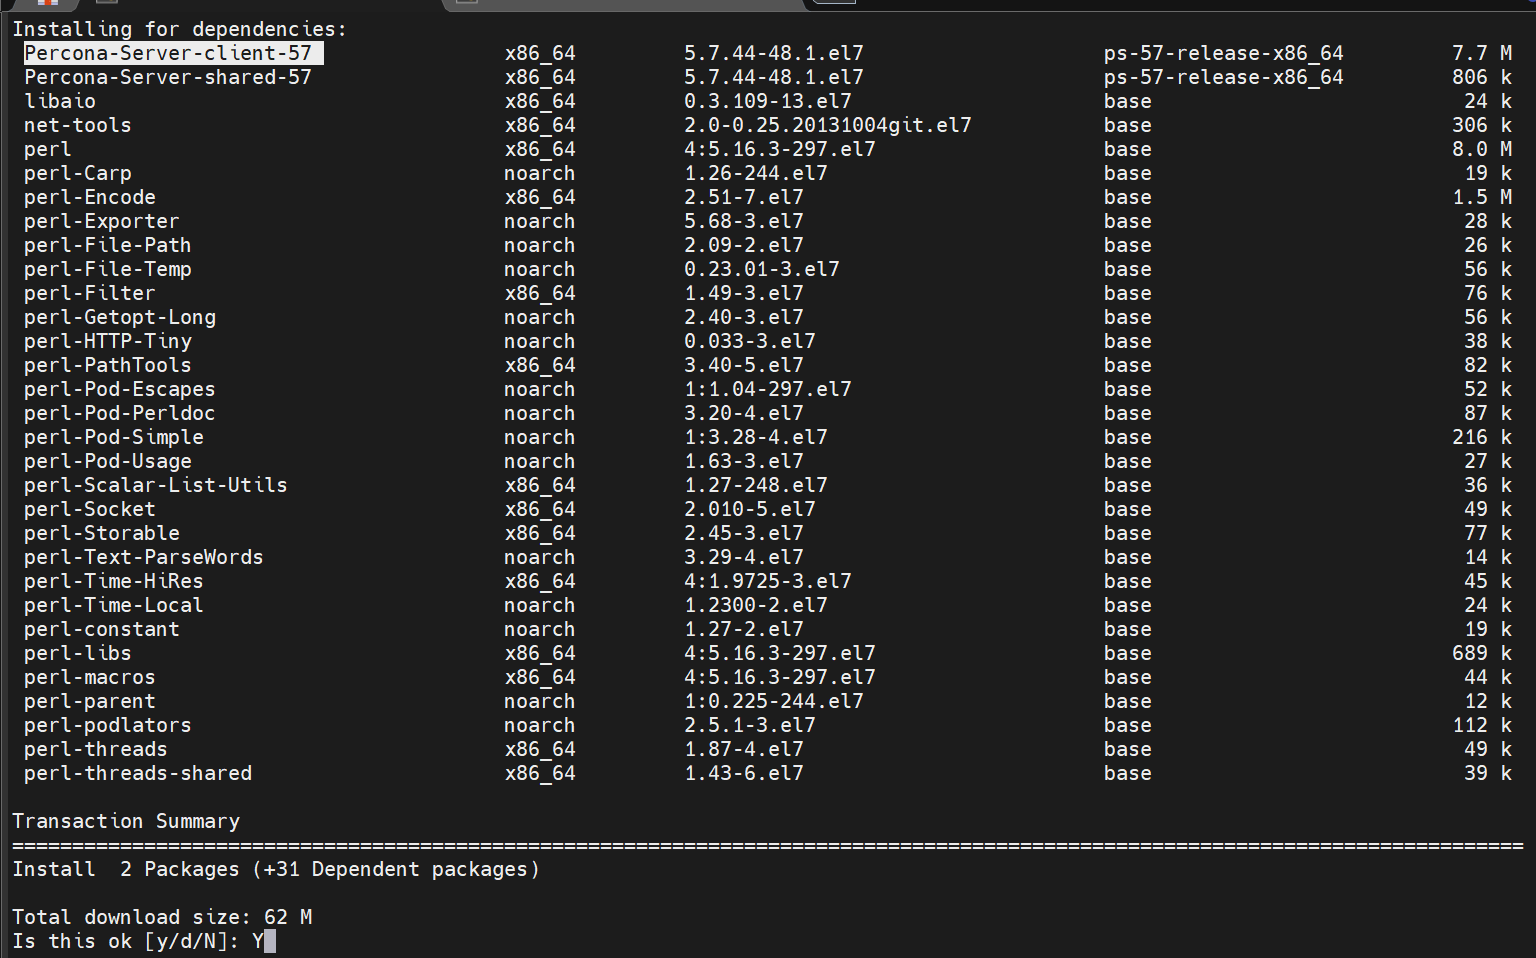 Installing for dependencies:
Percona-Server-client-57 x86_64 5.7.44-48.1.el7 ps-57-release-x86_64 7.7 M
Percona-Server-shared-57 x86_64 5.7.44-48.1.el7 ps-57-release-x86_64 806 k
libaio x86_64 0.3.109-13.el7 base 24 k
net-tools x86_64 2.0-0.25.20131004git.el7 base 306 k
perl x86_64 4:5.16.3-297.el7 base 8.0 M
perl-Carp noarch 1.26-244.el7 base 19 k
perl-Encode x86_64 2.51-7.el7 base 1.5 M
perl-Exporter noarch 5.68-3.el7 base 28 k
perl-File-Path noarch 2.09-2.el7 base 26 k
perl-File-Temp noarch 0.23.01-3.el7 base 56 k
perl-Filter x86_64 1.49-3.el7 base 76 k
perl-Getopt-Long noarch 2.40-3.el7 base 56 k
perl-HTTP-Tiny noarch 0.033-3.el7 base 38 k
perl-PathTools x86_64 3.40-5.el7 base 82 k
perl-Pod-Escapes noarch 1:1.04-297.el7 base 52 k
perl-Pod-Perldoc noarch 3.20-4.el7 base 87 k
perl-Pod-Simple noarch 1:3.28-4.el7 base 216 k
perl-Pod-Usage noarch 1.63-3.el7 base 27 k
perl-Scalar-List-Utils x86_64 1.27-248.el7 base 36 k
perl-Socket x86_64 2.010-5.el7 base 49 k
perl-Storable x86_64 2.45-3.el7 base 77 k
perl-Text-ParseWords noarch 3.29-4.el7 base 14 k
perl-Time-HiRes x86_64 4:1.9725-3.el7 base 45 k
perl-Time-Local noarch 1.2300-2.el7 base 24 k
perl-constant noarch 1.27-2.el7 base 19 k
perl-libs x86_64 4:5.16.3-297.el7 base 689 k
perl-macros x86_64 4:5.16.3-297.el7 base 44 k
perl-parent noarch 1:0.225-244.el7 base 12 k
perl-podlators noarch 2.5.1-3.el7 base 112 k
perl-threads x86_64 1.87-4.el7 base 49 k
perl-threads-shared x86_64 1.43-6.el7 base 39 k
Transaction Summary
==============================================================================================================================
Install 2 Packages (+31 Dependent packages)
Total download size: 62 M
Is this ok [y/d/N]: Y